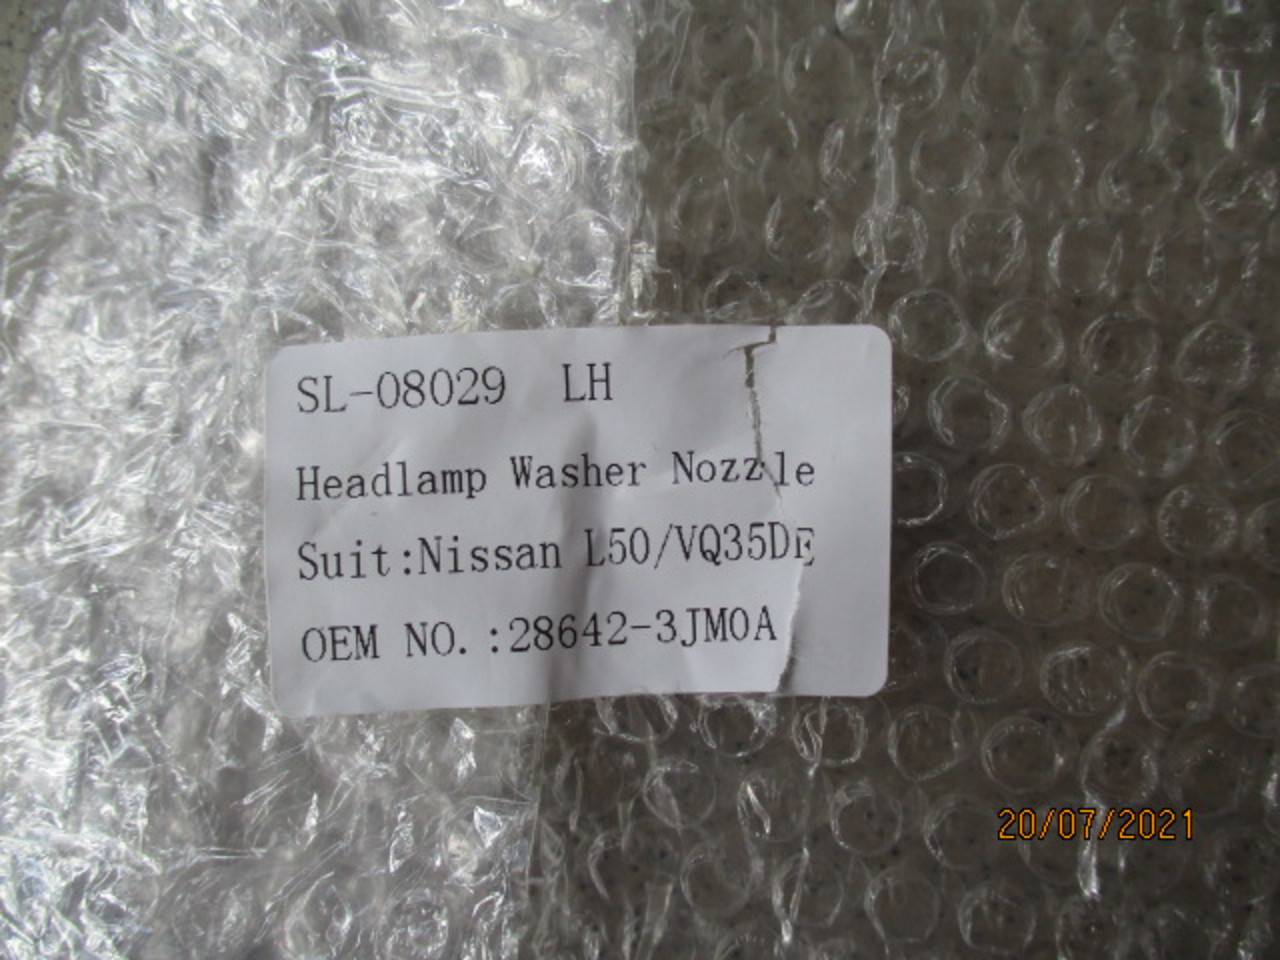 SL-08029 LH
Headlamp Washer Nozzle
Suit:Nissan L50/VQ35DE
OEM NO.:28642-3JM0A
20/07/2021